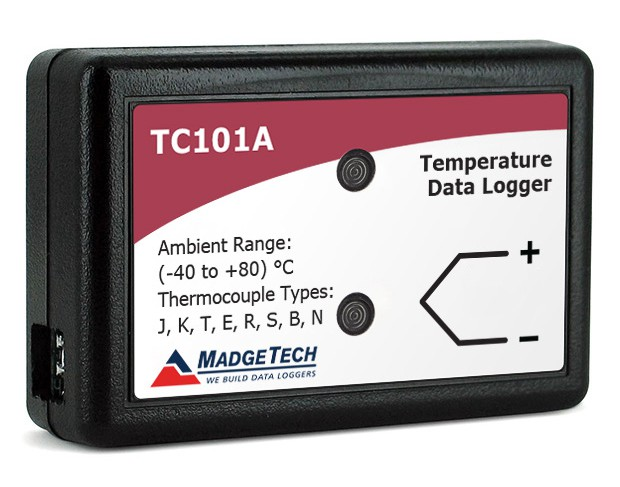 TC101A
Temperature
Data Logger
Ambient Range:
(-40 to +80) °C
Thermocouple Types:
J, K, T, E, R, S, B, N
+
-
MADGETECH
WE BUILD DATA LOGGERS